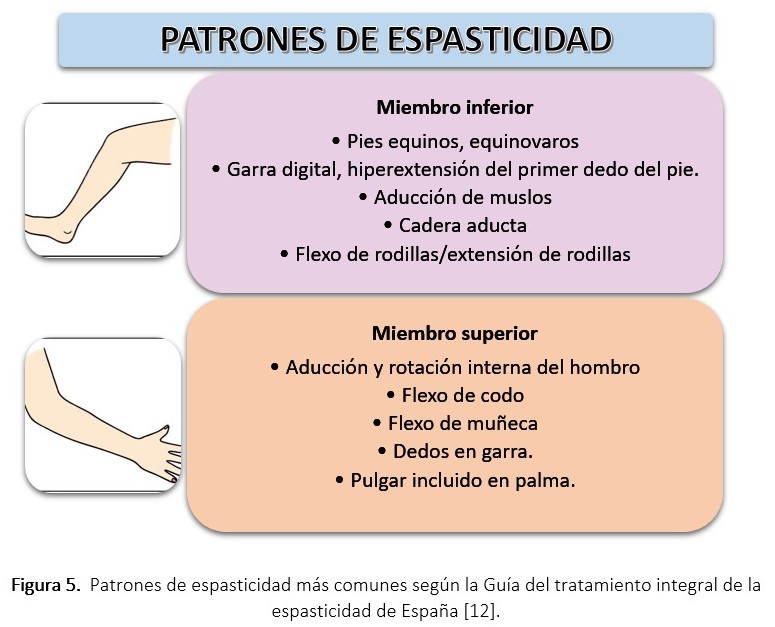 PATRONES DE ESPASTICIDAD
Miembro inferior
• Pies equinos, equinovaros
• Garra digital, hiperextensión del primer dedo del pie.
• Aducción de muslos
• Cadera aducta
• Flexo de rodillas/extensión de rodillas
Miembro superior
• Aducción y rotación interna del hombro
• Flexo de codo
• Flexo de muñeca
• Dedos en garra.
• Pulgar incluido en palma.
Figura 5. Patrones de espasticidad más comunes según la Guía del tratamiento integral de la
espasticidad de España [12].